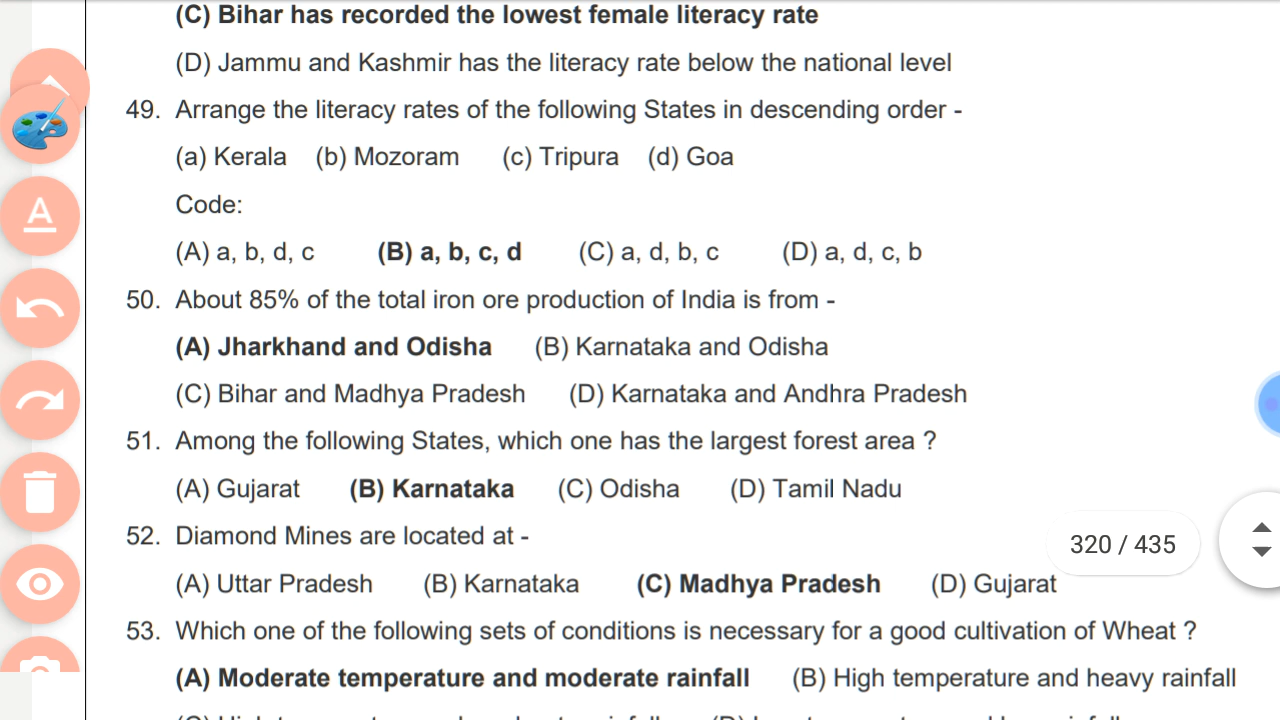 (C) Bihar has recorded the lowest female literacy rate
(D) Jammu and Kashmir has the literacy rate below the national level
49. Arrange the literacy rates of the following States in descending order -
(a) Kerala (b) Mozoram (c) Tripura (d) Goa
Code:
(A) a, b, d, c (B) a, b, c, d (C) a, d, b, c (D) a, d, c, b
50. About 85% of the total iron ore production of India is from -
(A) Jharkhand and Odisha (B) Karnataka and Odisha
(C) Bihar and Madhya Pradesh (D) Karnataka and Andhra Pradesh
51. Among the following States, which one has the largest forest area ?
(A) Gujarat (B) Karnataka (C) Odisha (D) Tamil Nadu
52. Diamond Mines are located at -
320 / 435
(A) Uttar Pradesh (B) Karnataka (C) Madhya Pradesh (D) Gujarat
53. Which one of the following sets of conditions is necessary for a good cultivation of Wheat ?
(A) Moderate temperature and moderate rainfall (B) High temperature and heavy rainfall